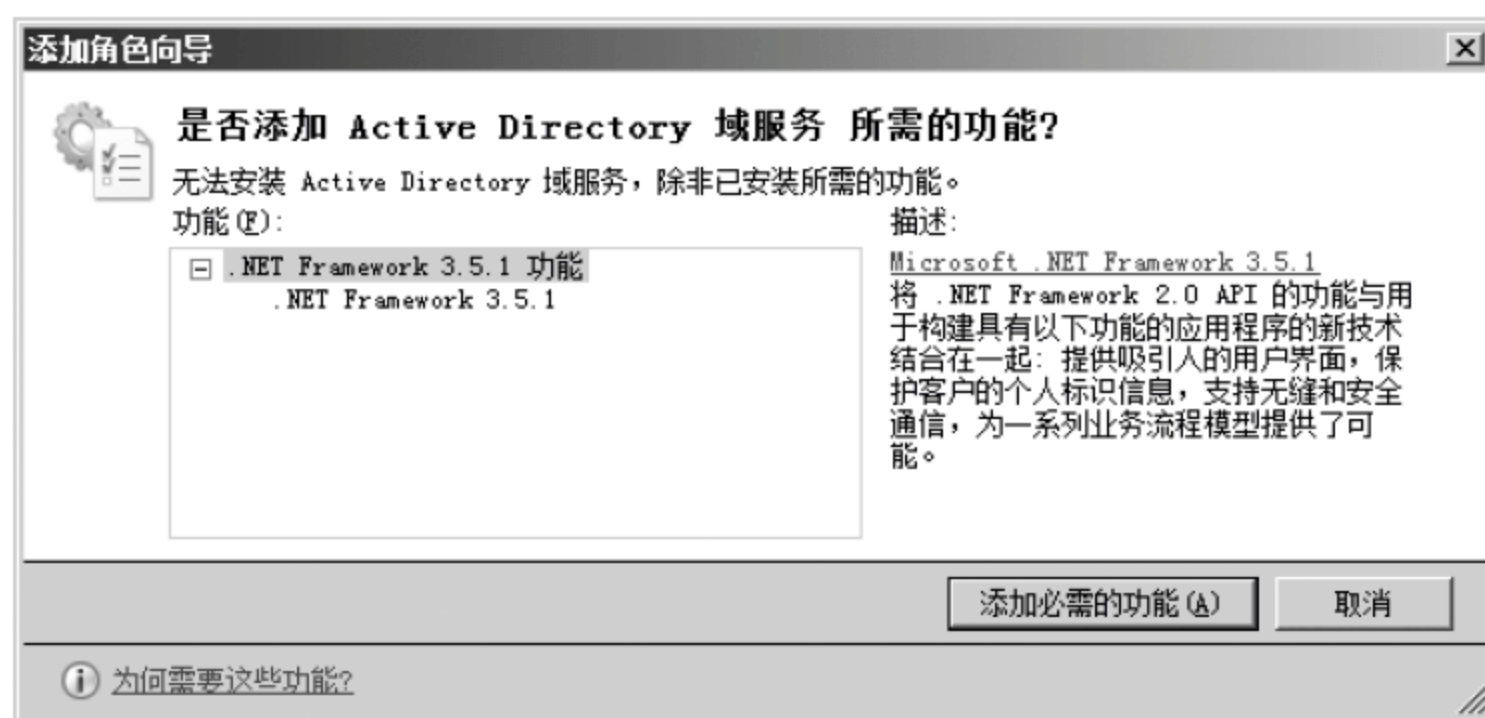 添加角色向导
是否添加 Active Directory 域服务 所需的功能?
无法安装 Active Directory 域服务，除非已安装所需的功能。
功能(F):
.NET Framework 3.5.1 功能
.NET Framework 3.5.1
描述:
Microsoft .NET Framework 3.5.1
将 .NET Framework 2.0 API 的功能与用
于构建具有以下功能的应用程序的新技术
结合在一起: 提供吸引人的用户界面，保
护客户的个人标识信息，支持无缝和安全
通信，为一系列业务流程模型提供了可
能。
添加必需的功能(A)
取消
为何需要这些功能?